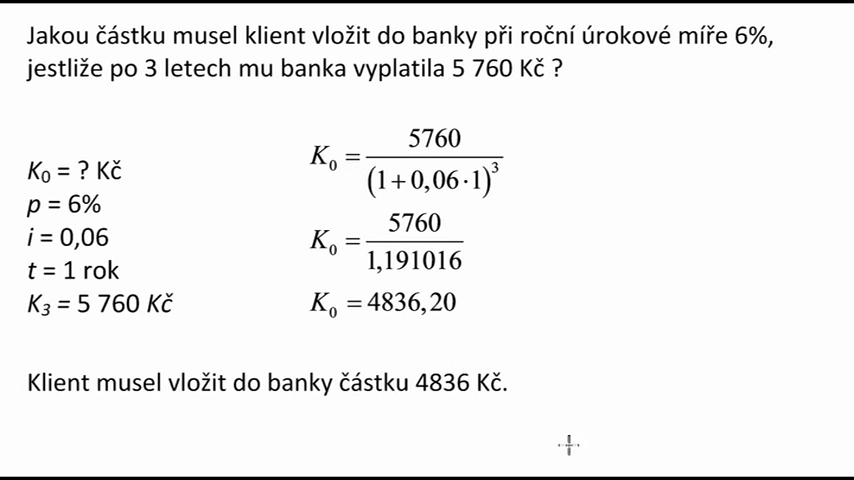 Jakou částku musel klient vložit do banky při roční úrokové míře 6%,
jestliže po 3 letech mu banka vyplatila 5 760 Kč ?
K₀ = ? Kč
p = 6%
i = 0,06
t = 1 rok
K₃ = 5 760 Kč
K₀ = 5760 / (1+0,06·1)³
K₀ = 5760 / 1,191016
K₀ = 4836,20
Klient musel vložit do banky částku 4836 Kč.